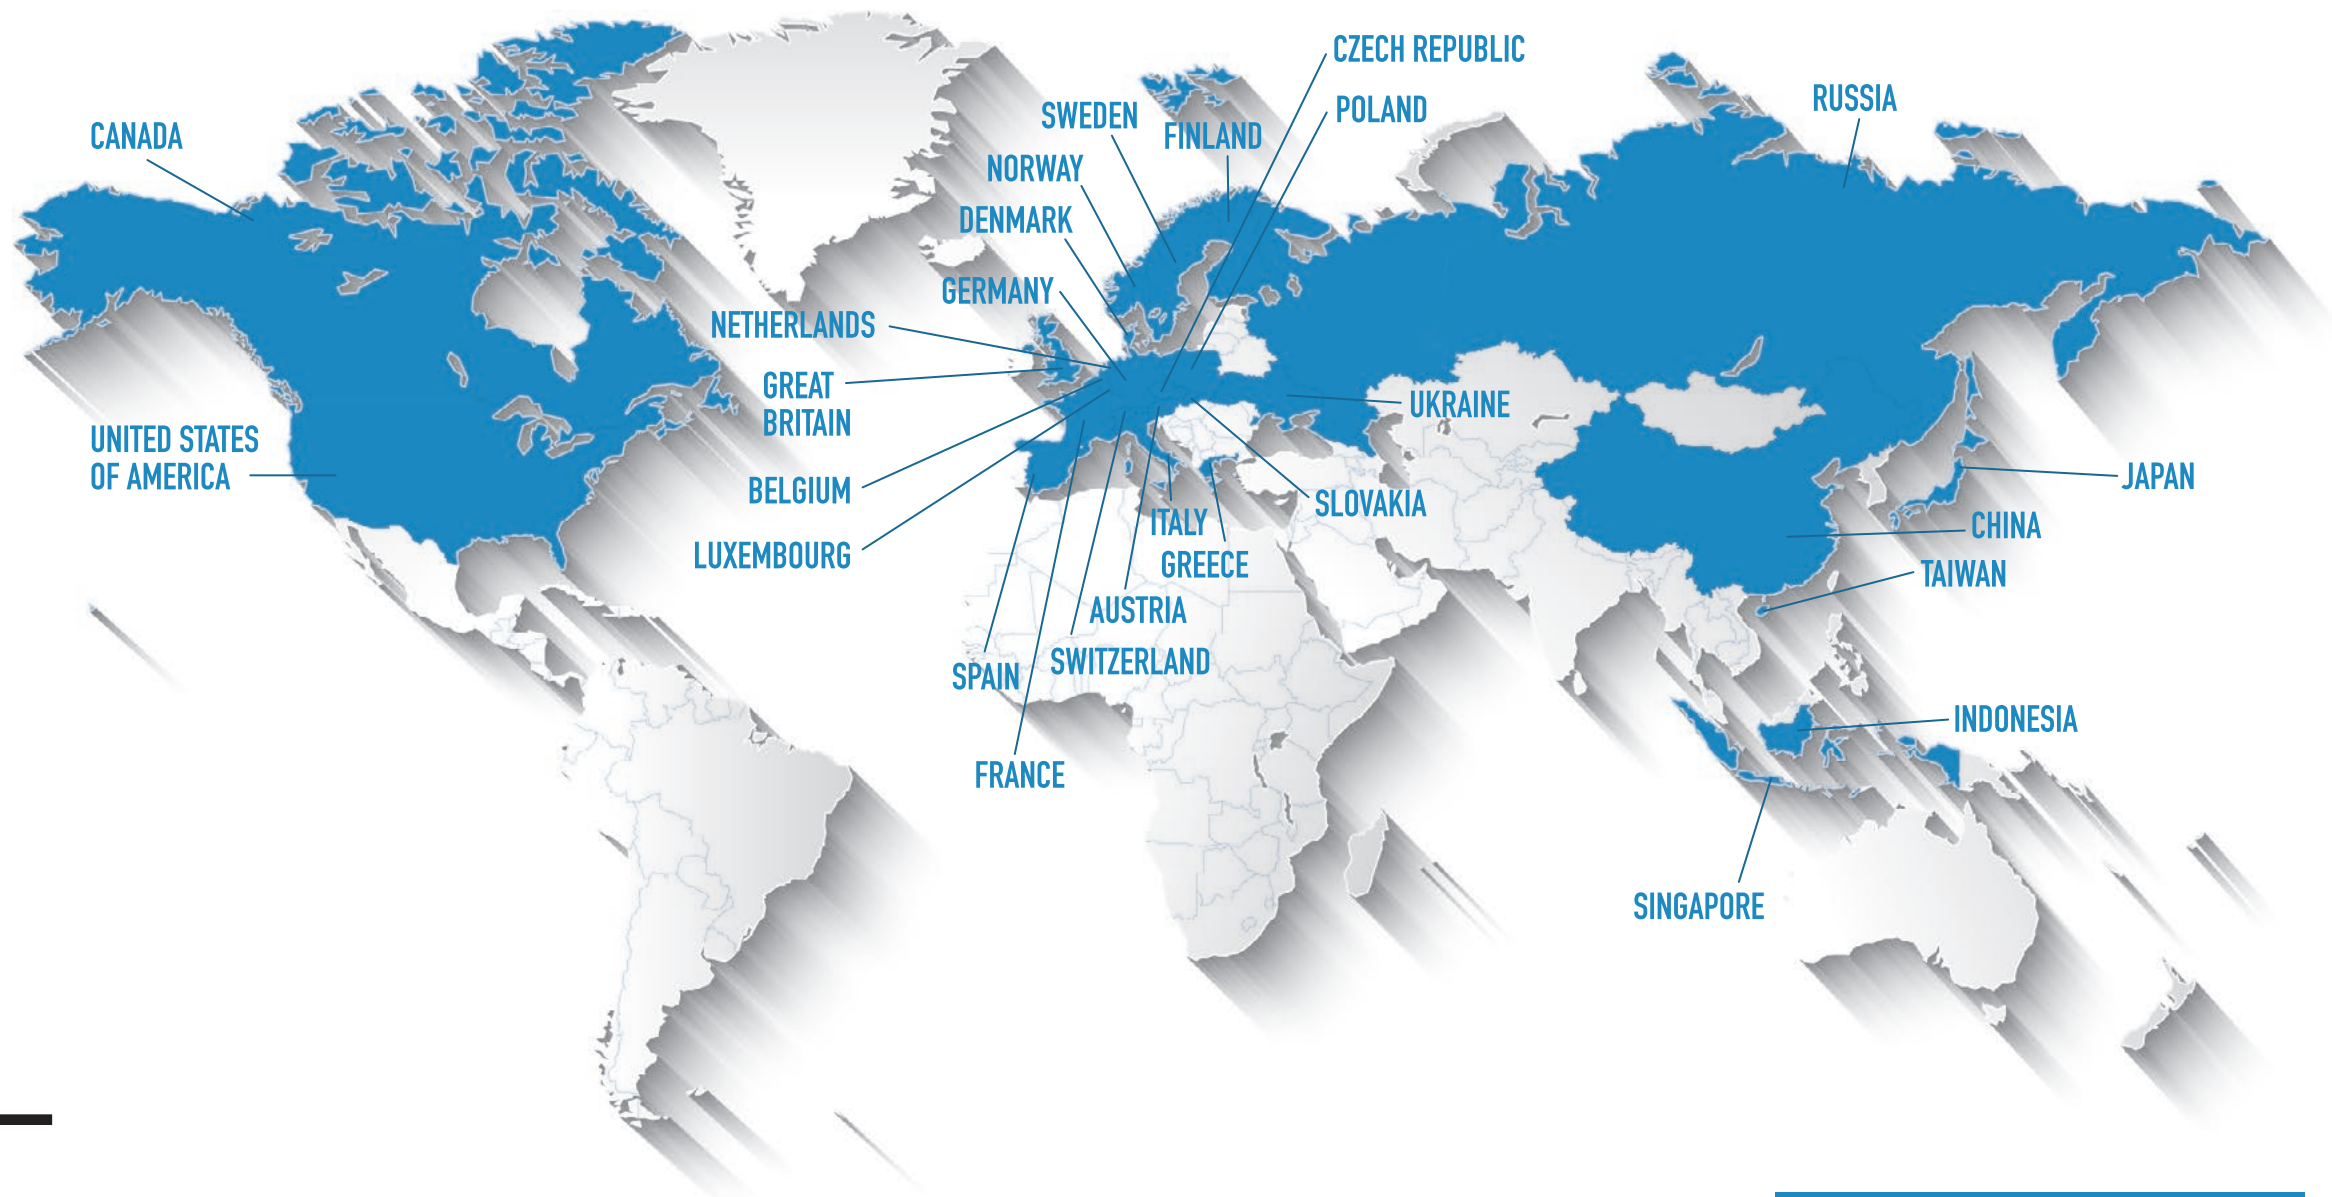 CZECH REPUBLIC
POLAND
RUSSIA
SWEDEN
FINLAND
CANADA
NORWAY
DENMARK
GERMANY
NETHERLANDS
GREAT
BRITAIN
UKRAINE
UNITED STATES
OF AMERICA
JAPAN
BELGIUM
SLOVAKIA
ITALY
CHINA
LUXEMBOURG
GREECE
TAIWAN
AUSTRIA
SWITZERLAND
SPAIN
INDONESIA
FRANCE
SINGAPORE